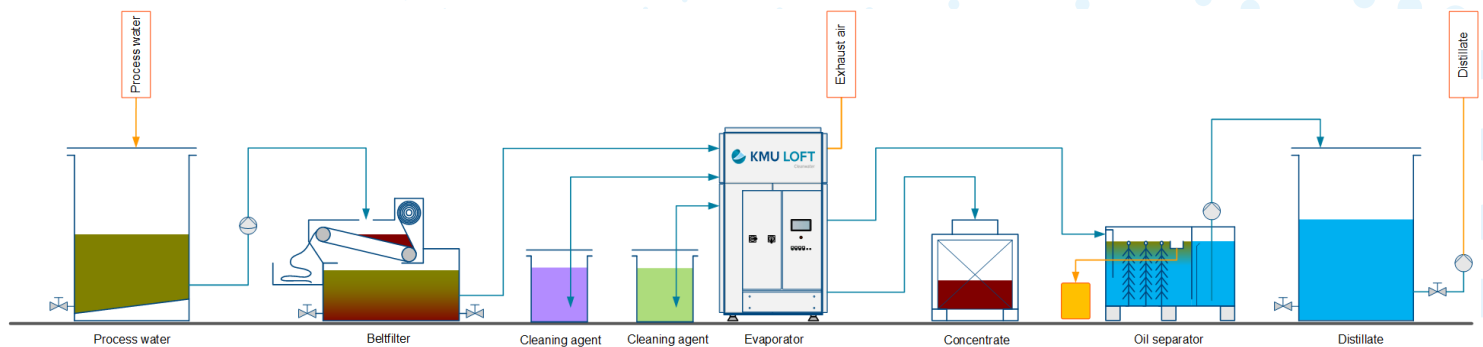 Process water
Exhaust air
Distillate
KMU LOFT
Process water
Beltfilter
Cleaning agent
Cleaning agent
Evaporator
Concentrate
Oil separator
Distillate